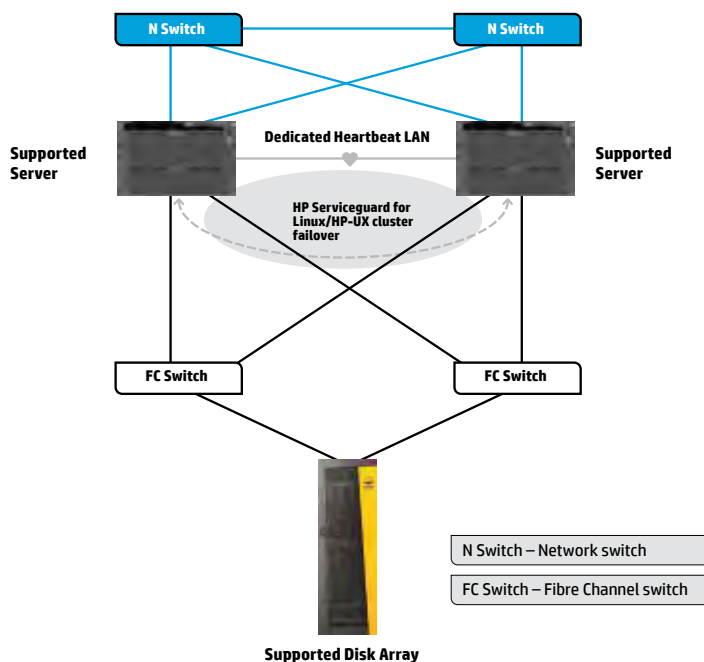 N Switch
N Switch
Dedicated Heartbeat LAN
Supported
Server
Supported
Server
HP Serviceguard for
Linux/HP-UX cluster
failover
FC Switch
FC Switch
N Switch – Network switch
FC Switch – Fibre Channel switch
Supported Disk Array